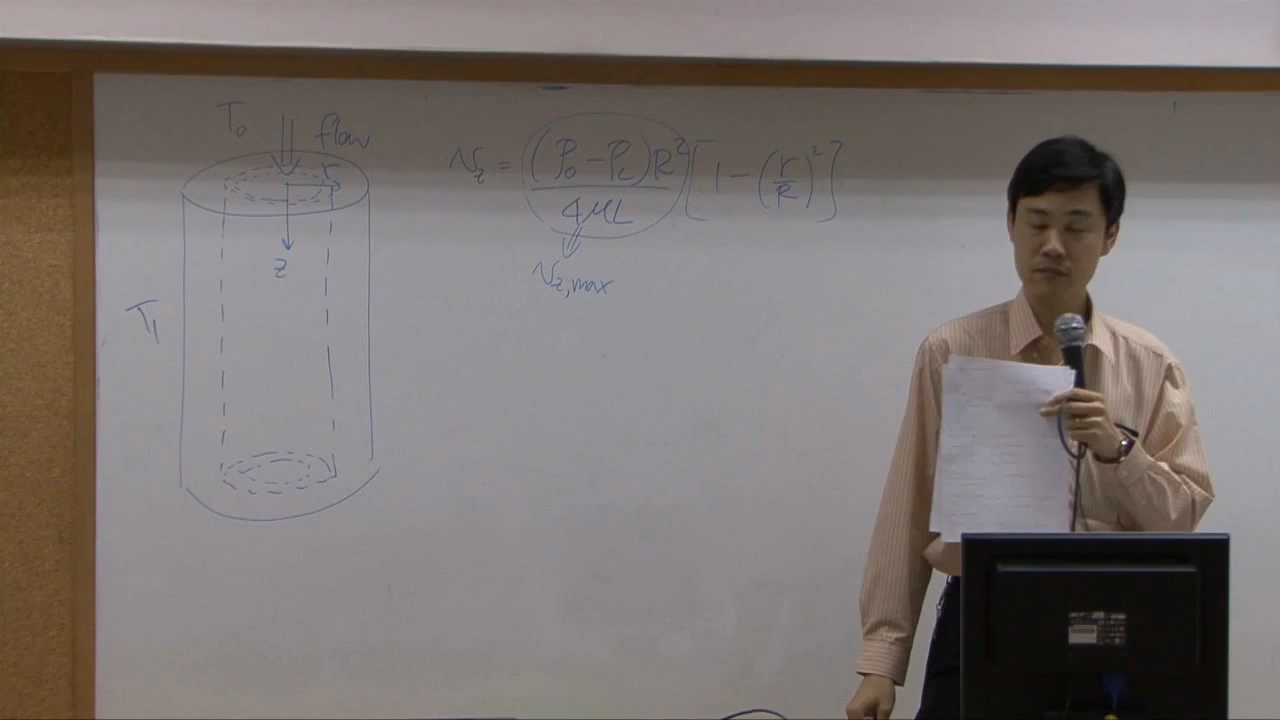 T₀
flow
r
z
T₁
v_z = (P₀ - P_L)R² / 4μL [1 - (r/R)²]
v_z,max